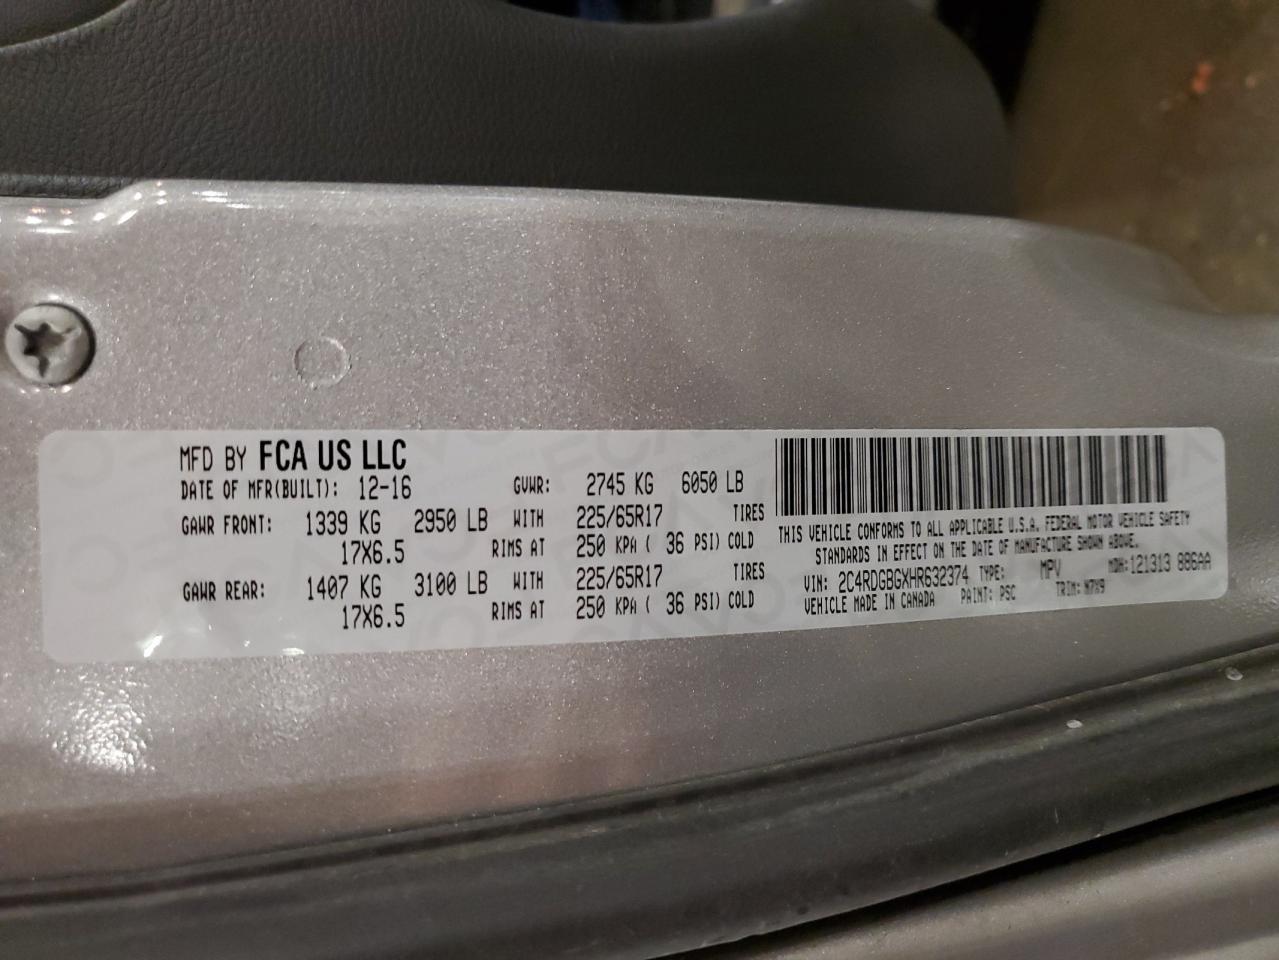 MFD BY FCA US LLC
DATE OF MFR(BUILT): 12-16 GVWR: 2745 KG 6050 LB
GAWR FRONT: 1339 KG 2950 LB WITH 225/65R17 TIRES
17X6.5 RIMS AT 250 KPA ( 36 PSI) COLD
GAWR REAR: 1407 KG 3100 LB WITH 225/65R17 TIRES
17X6.5 RIMS AT 250 KPA ( 36 PSI) COLD
THIS VEHICLE CONFORMS TO ALL APPLICABLE U.S.A. FEDERAL MOTOR VEHICLE SAFETY
STANDARDS IN EFFECT ON THE DATE OF MANUFACTURE SHOWN ABOVE.
VIN: 2C4RDGBGXHR632374 TYPE: MPV MDH:121313 886AA
VEHICLE MADE IN CANADA PAINT: PSC TRIM: